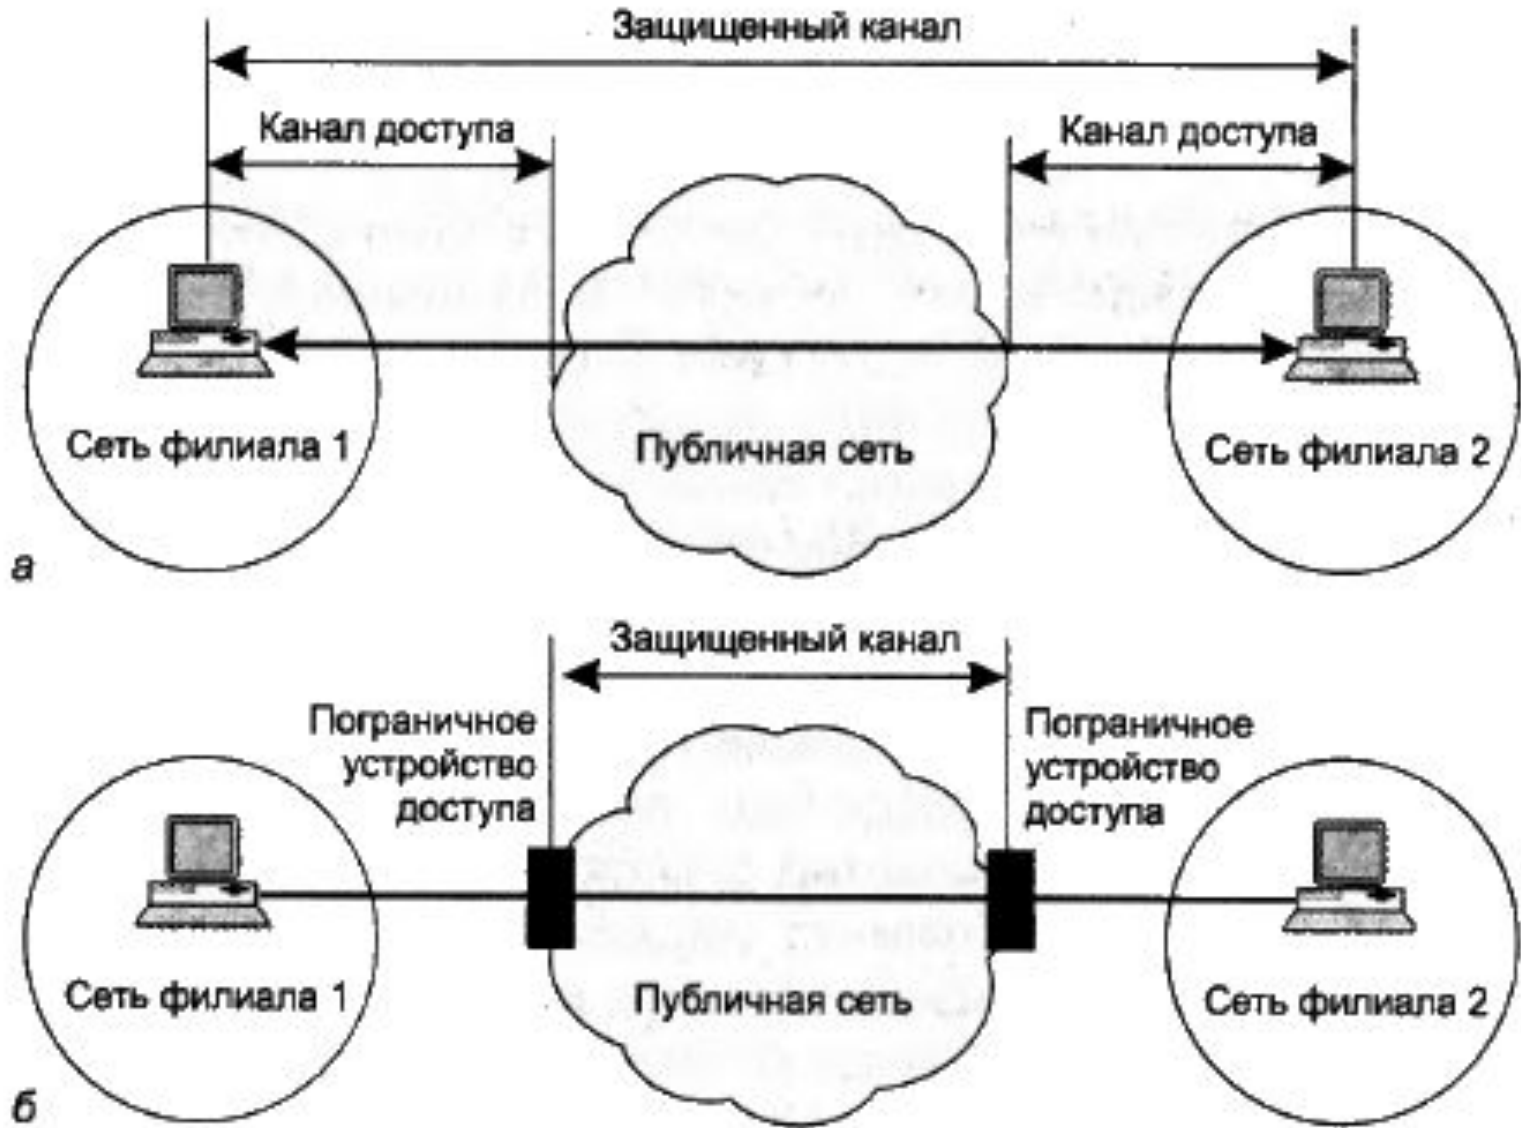 Защищенный канал
Канал доступа
Канал доступа
Сеть филиала 1
Публичная сеть
Сеть филиала 2
а
Защищенный канал
Пограничное
устройство
доступа
Пограничное
устройство
доступа
Сеть филиала 1
Публичная сеть
Сеть филиала 2
б